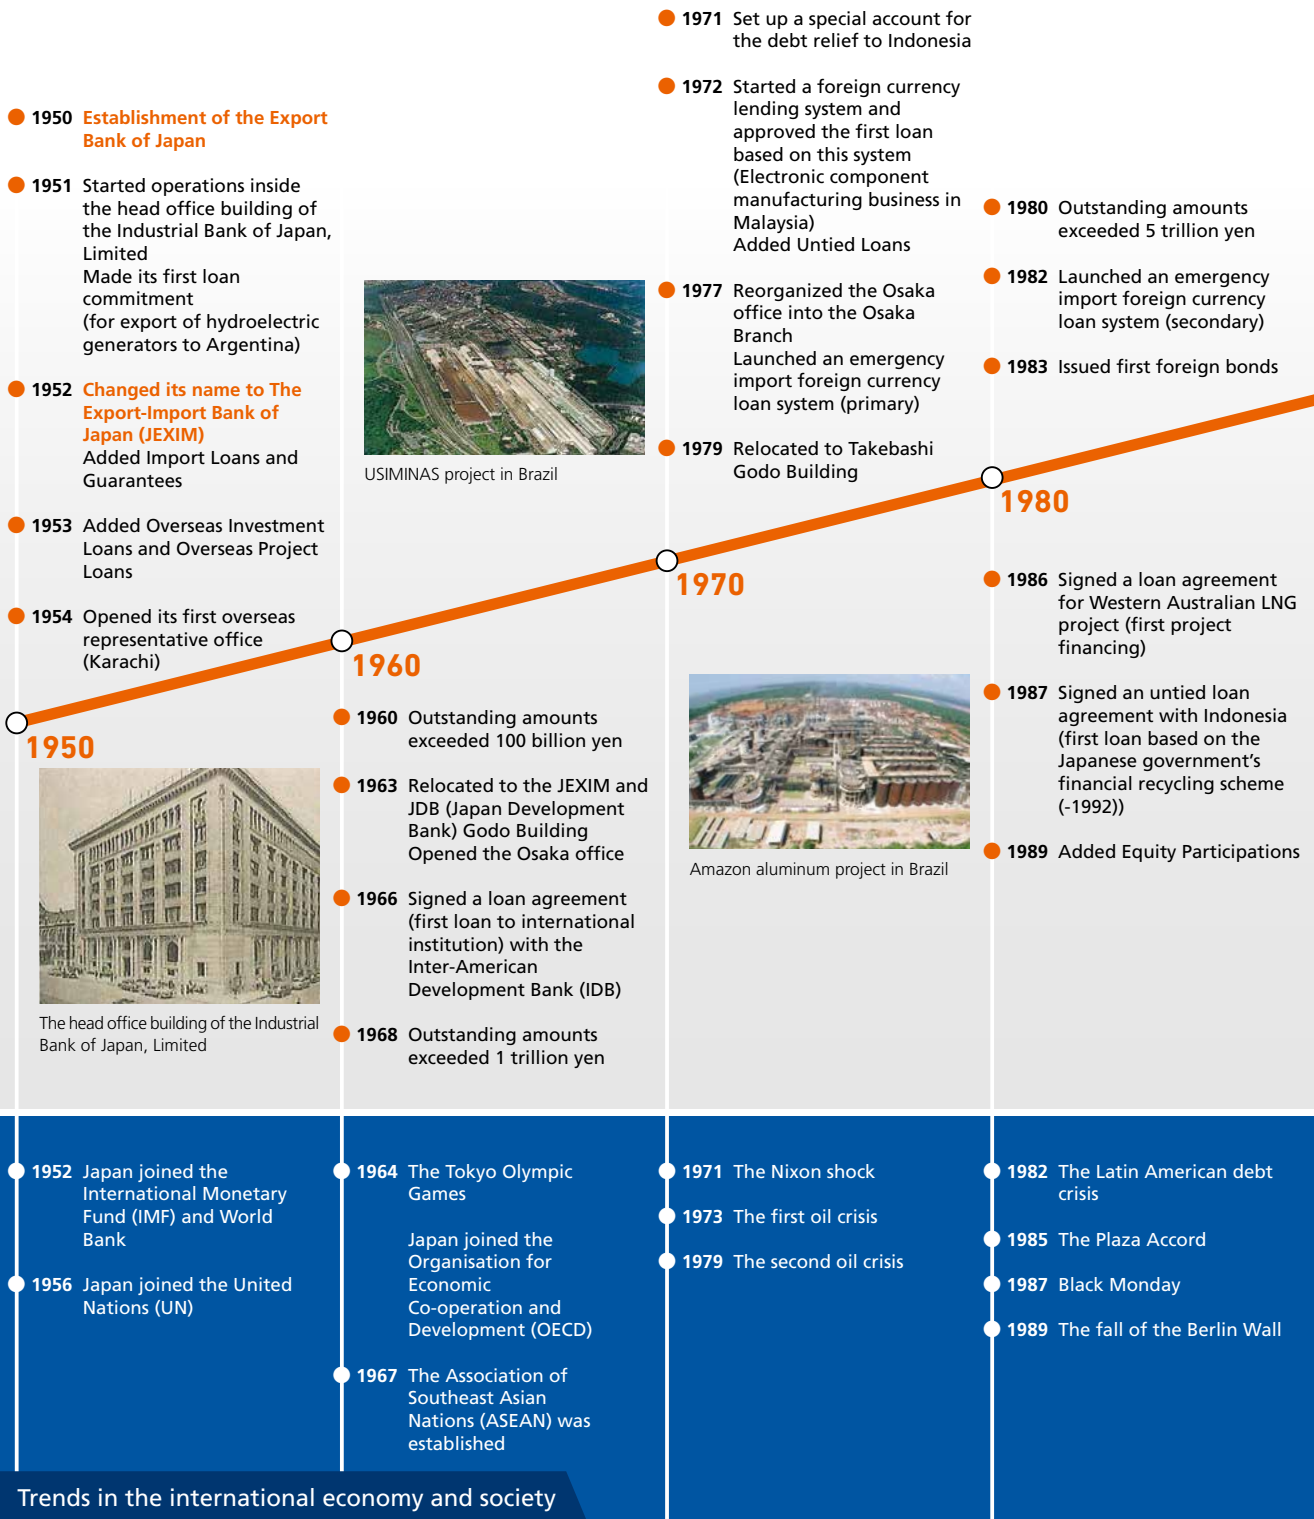 1950 Establishment of the Export
Bank of Japan
1951 Started operations inside
the head office building of
the Industrial Bank of Japan,
Limited
Made its first loan
commitment
(for export of hydroelectric
generators to Argentina)
1952 Changed its name to The
Export-Import Bank of
Japan (JEXIM)
Added Import Loans and
Guarantees
1953 Added Overseas Investment
Loans and Overseas Project
Loans
1954 Opened its first overseas
representative office
(Karachi)
1950
The head office building of the Industrial
Bank of Japan, Limited
USIMINAS project in Brazil
1960
1960 Outstanding amounts
exceeded 100 billion yen
1963 Relocated to the JEXIM and
JDB (Japan Development
Bank) Godo Building
Opened the Osaka office
1966 Signed a loan agreement
(first loan to international
institution) with the
Inter-American
Development Bank (IDB)
1968 Outstanding amounts
exceeded 1 trillion yen
1971 Set up a special account for
the debt relief to Indonesia
1972 Started a foreign currency
lending system and
approved the first loan
based on this system
(Electronic component
manufacturing business in
Malaysia)
Added Untied Loans
1977 Reorganized the Osaka
office into the Osaka
Branch
Launched an emergency
import foreign currency
loan system (primary)
1979 Relocated to Takebashi
Godo Building
1970
Amazon aluminum project in Brazil
1980 Outstanding amounts
exceeded 5 trillion yen
1982 Launched an emergency
import foreign currency
loan system (secondary)
1983 Issued first foreign bonds
1980
1986 Signed a loan agreement
for Western Australian LNG
project (first project
financing)
1987 Signed an untied loan
agreement with Indonesia
(first loan based on the
Japanese government's
financial recycling scheme
(-1992))
1989 Added Equity Participations
1952 Japan joined the
International Monetary
Fund (IMF) and World
Bank
1956 Japan joined the United
Nations (UN)
1964 The Tokyo Olympic
Games
Japan joined the
Organisation for
Economic
Co-operation and
Development (OECD)
1967 The Association of
Southeast Asian
Nations (ASEAN) was
established
1971 The Nixon shock
1973 The first oil crisis
1979 The second oil crisis
1982 The Latin American debt
crisis
1985 The Plaza Accord
1987 Black Monday
1989 The fall of the Berlin Wall
Trends in the international economy and society